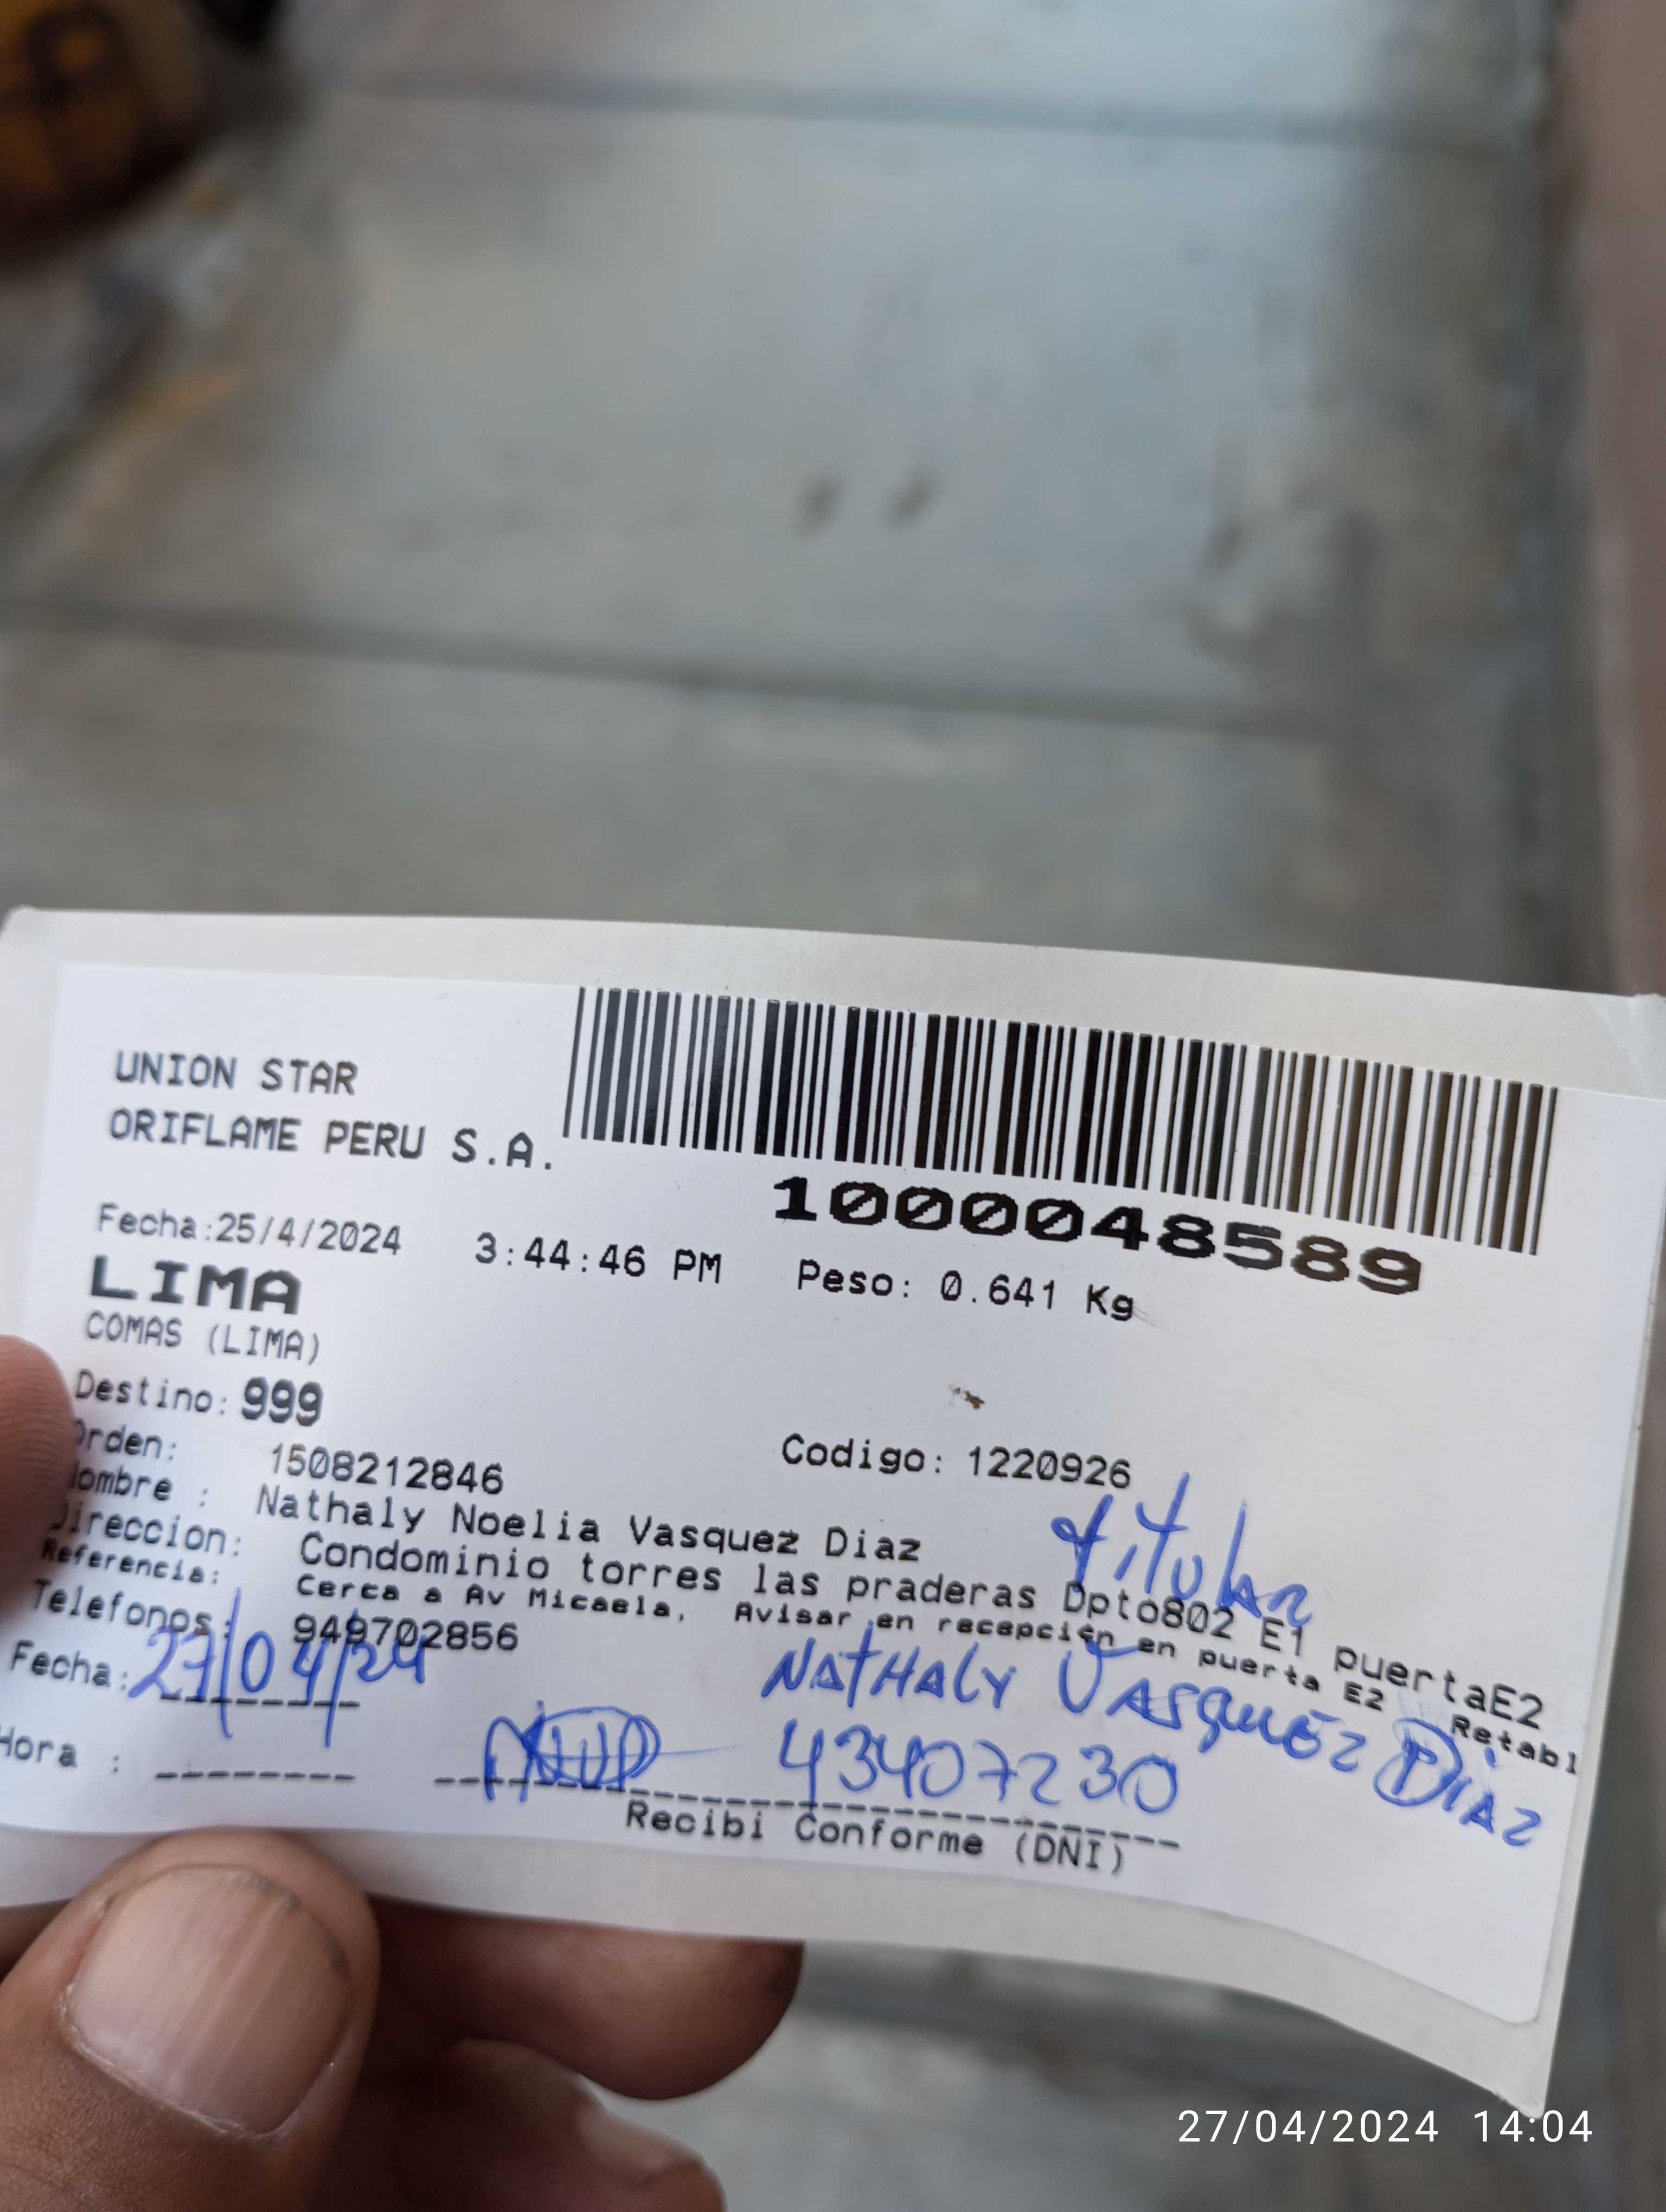 UNION STAR
ORIFLAME PERU S.A.
1000048589
Fecha:25/4/2024 3:44:46 PM Peso: 0.641 Kg
LIMA
COMAS (LIMA)
Destino: 999
Orden: 1508212846 Codigo: 1220926
Nombre : Nathaly Noelia Vasquez Diaz
titular
Direccion: Condominio torres las praderas Dpto802 E1 puertaE2
Referencia: Cerca a Av Micaela, Avisar en recepción en puerta E2 Retabl
Telefonos: 949702856
Fecha: 27/04/24 NATHALY VASQUEZ DIAZ
Hora : 43407230
Recibi Conforme (DNI)
27/04/2024 14:04